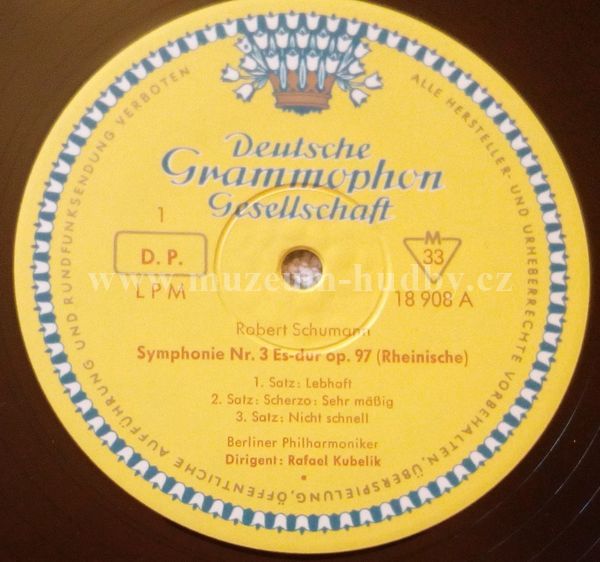 Deutsche
Grammophon
Gesellschaft
1
D. P.
LPM
M
33
18 908 A
Robert Schumann
Symphonie Nr. 3 Es-dur op. 97 (Rheinische)
1. Satz: Lebhaft
2. Satz: Scherzo: Sehr mäßig
3. Satz: Nicht schnell
Berliner Philharmoniker
Dirigent: Rafael Kubelik
ALLE HERSTELLER- UND URHEBERRECHTE VORBEHALTEN, ÜBERSPIELUNG, ÖFFENTLICHE AUFFÜHRUNG UND RUNDFUNKSENDUNG VERBOTEN
www.muzeum-hudby.cz